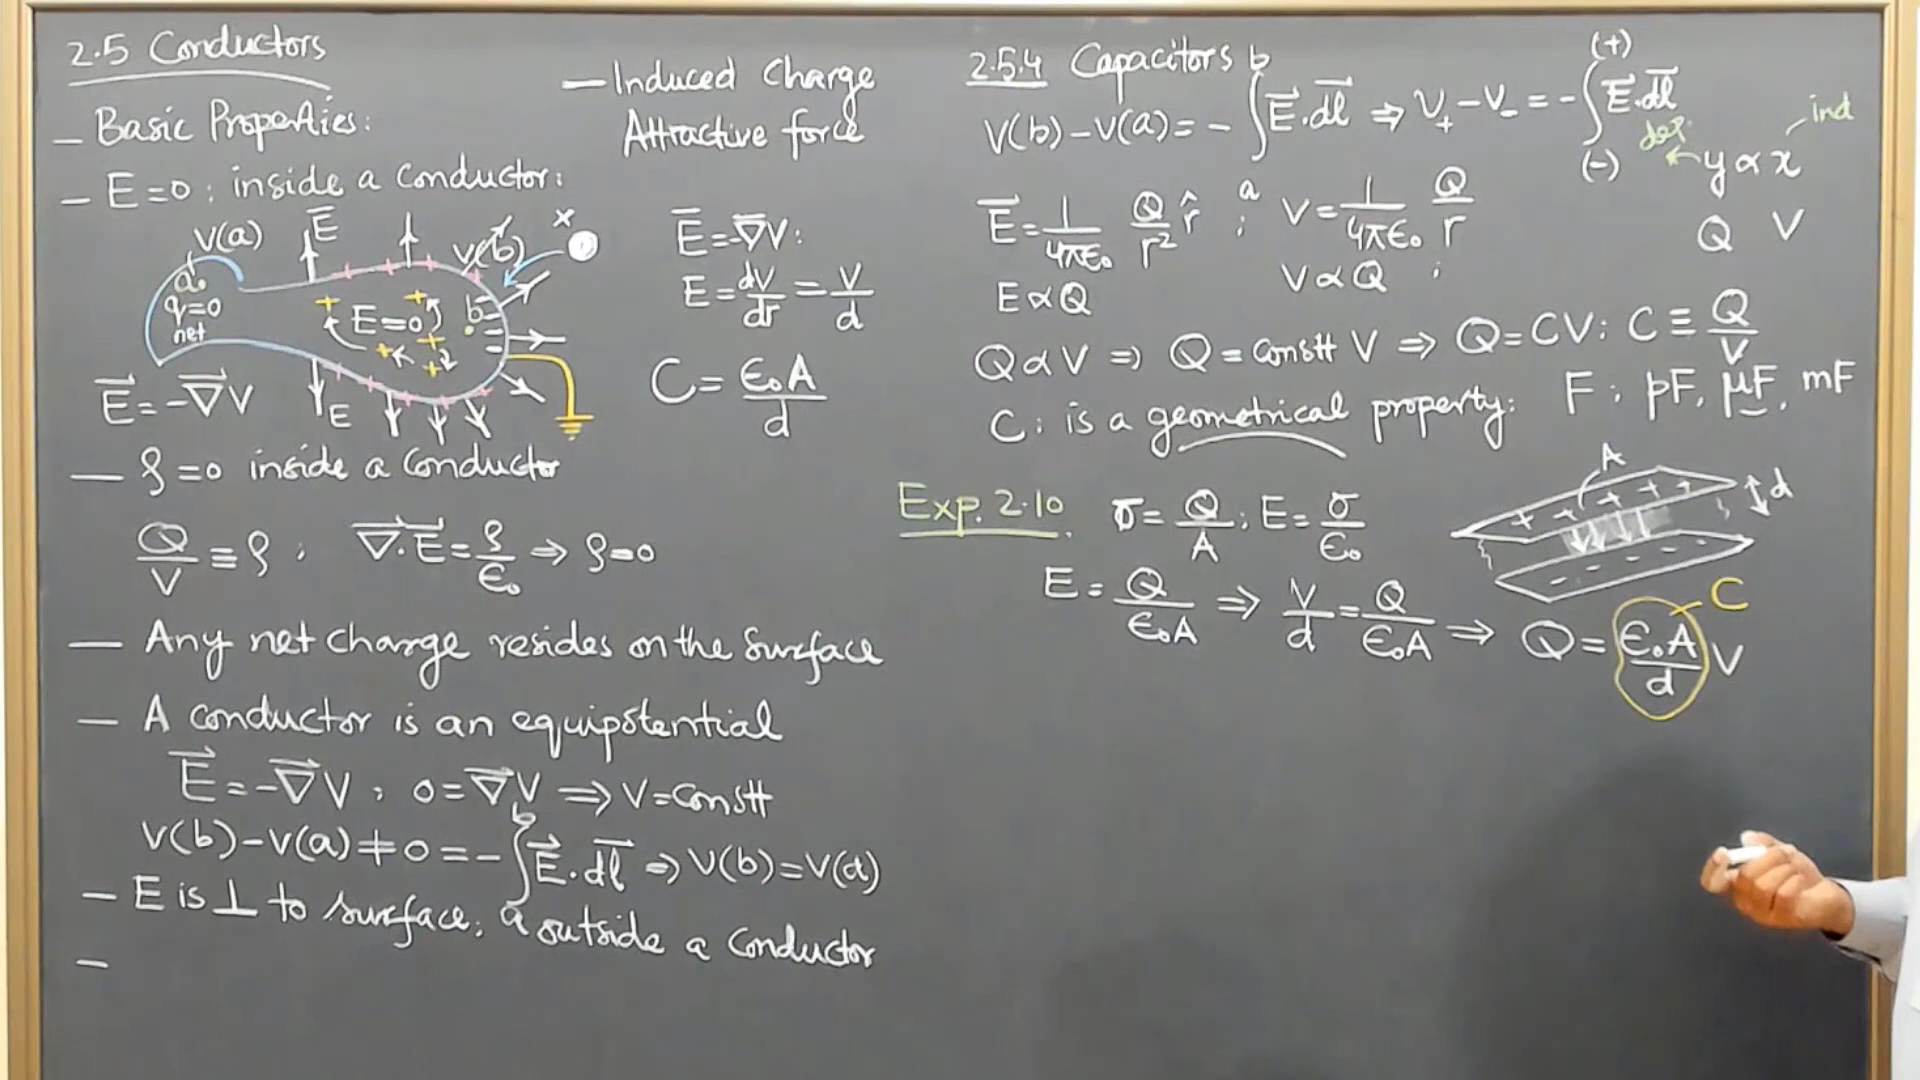 2.5 Conductors
— Basic Properties:
— E=0: inside a conductor:
V(a)
E
V(b)
x
a.
q=0
net
E=0
b
E⃗=-∇⃗V
E
— ρ=0 inside a conductor
Q/V ≡ ρ, ∇⃗.E⃗=ρ/ε₀ ⇒ ρ=0
— Any net charge resides on the surface
— A conductor is an equipotential
E⃗=-∇⃗V, 0=∇⃗V ⇒ V=constt
V(b)-V(a)≠0=-∫ₐᵇE⃗.dl⃗ ⇒ V(b)=V(a)
— E is ⊥ to surface: outside a conductor
—
— Induced Charge
Attractive force
E̅=-∇̅V:
E=dV/dr=V/d
C=ε₀A/d
2.5.4 Capacitors
V(b)-V(a)=-∫ₐᵇE⃗.dl⃗ ⇒ V₊-V₋=-∫₍₋₎⁽⁺⁾E⃗.dl⃗
ind
dep.
y∝x
Q V
E⃗=1/4πε₀ Q/r² r̂ ; V=1/4πε₀ Q/r
E∝Q V∝Q ;
Q∝V ⇒ Q=constt V ⇒ Q=CV: C≡Q/V
C: is a geometrical property: F: pF, μF, mF
Exp. 2.10. σ=Q/A; E=σ/ε₀
A
d
E=Q/ε₀A ⇒ V/d=Q/ε₀A ⇒ Q=ε₀A/d V
C